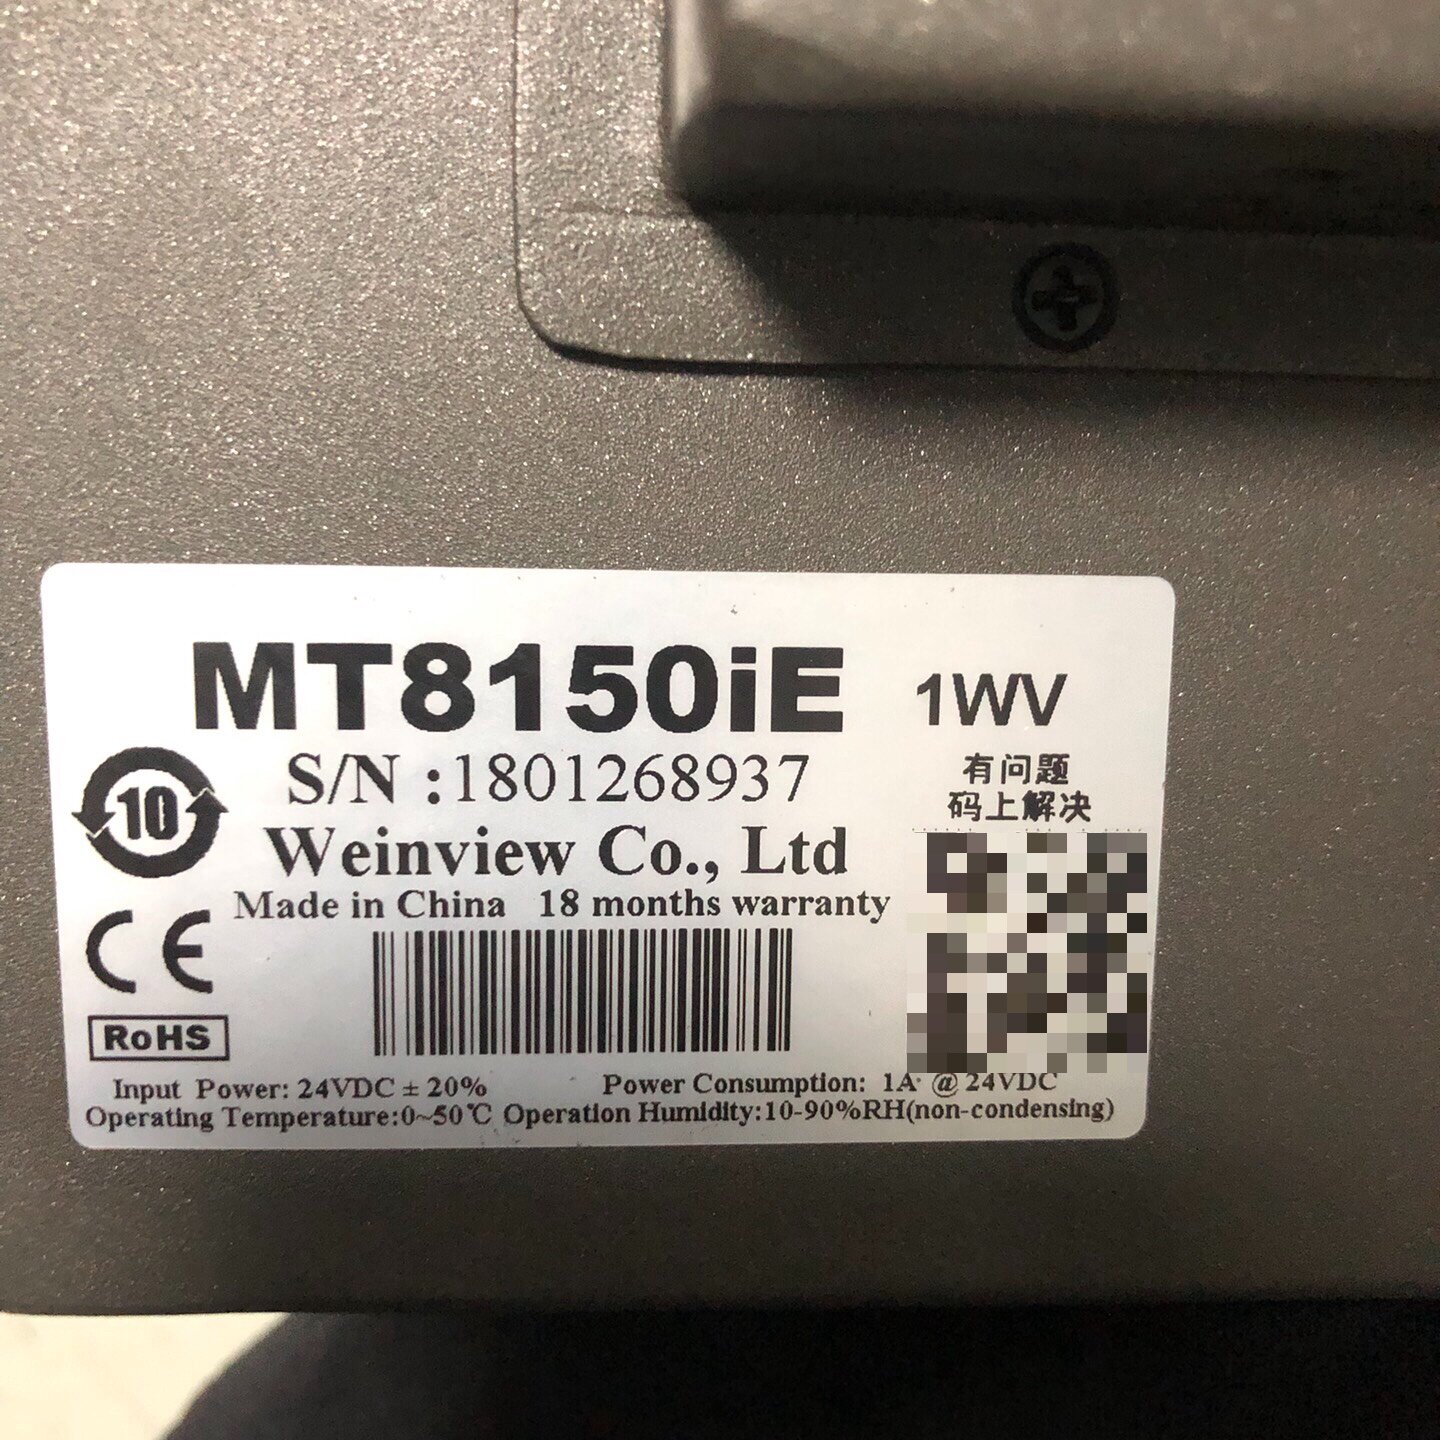 MT8150iE 1WV
S/N :1801268937
有问题
码上解决
10
Weinview Co., Ltd
Made in China 18 months warranty
CE
RoHS
Input Power: 24VDC ± 20% Power Consumption: 1A @ 24VDC
Operating Temperature:0~50℃ Operation Humidity:10-90%RH(non-condensing)